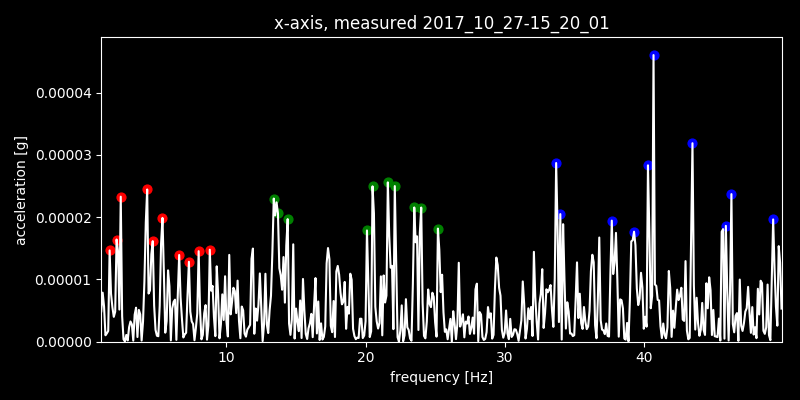 x-axis, measured 2017_10_27-15_20_01
0.00004
0.00003
0.00002
0.00001
0.00000
acceleration [g]
10 20 30 40
frequency [Hz]